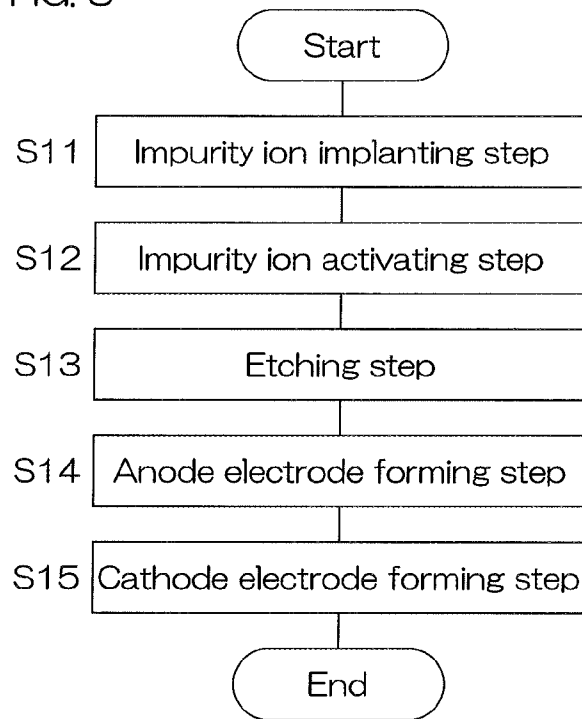 Start
S11 Impurity ion implanting step
S12 Impurity ion activating step
S13 Etching step
S14 Anode electrode forming step
S15 Cathode electrode forming step
End